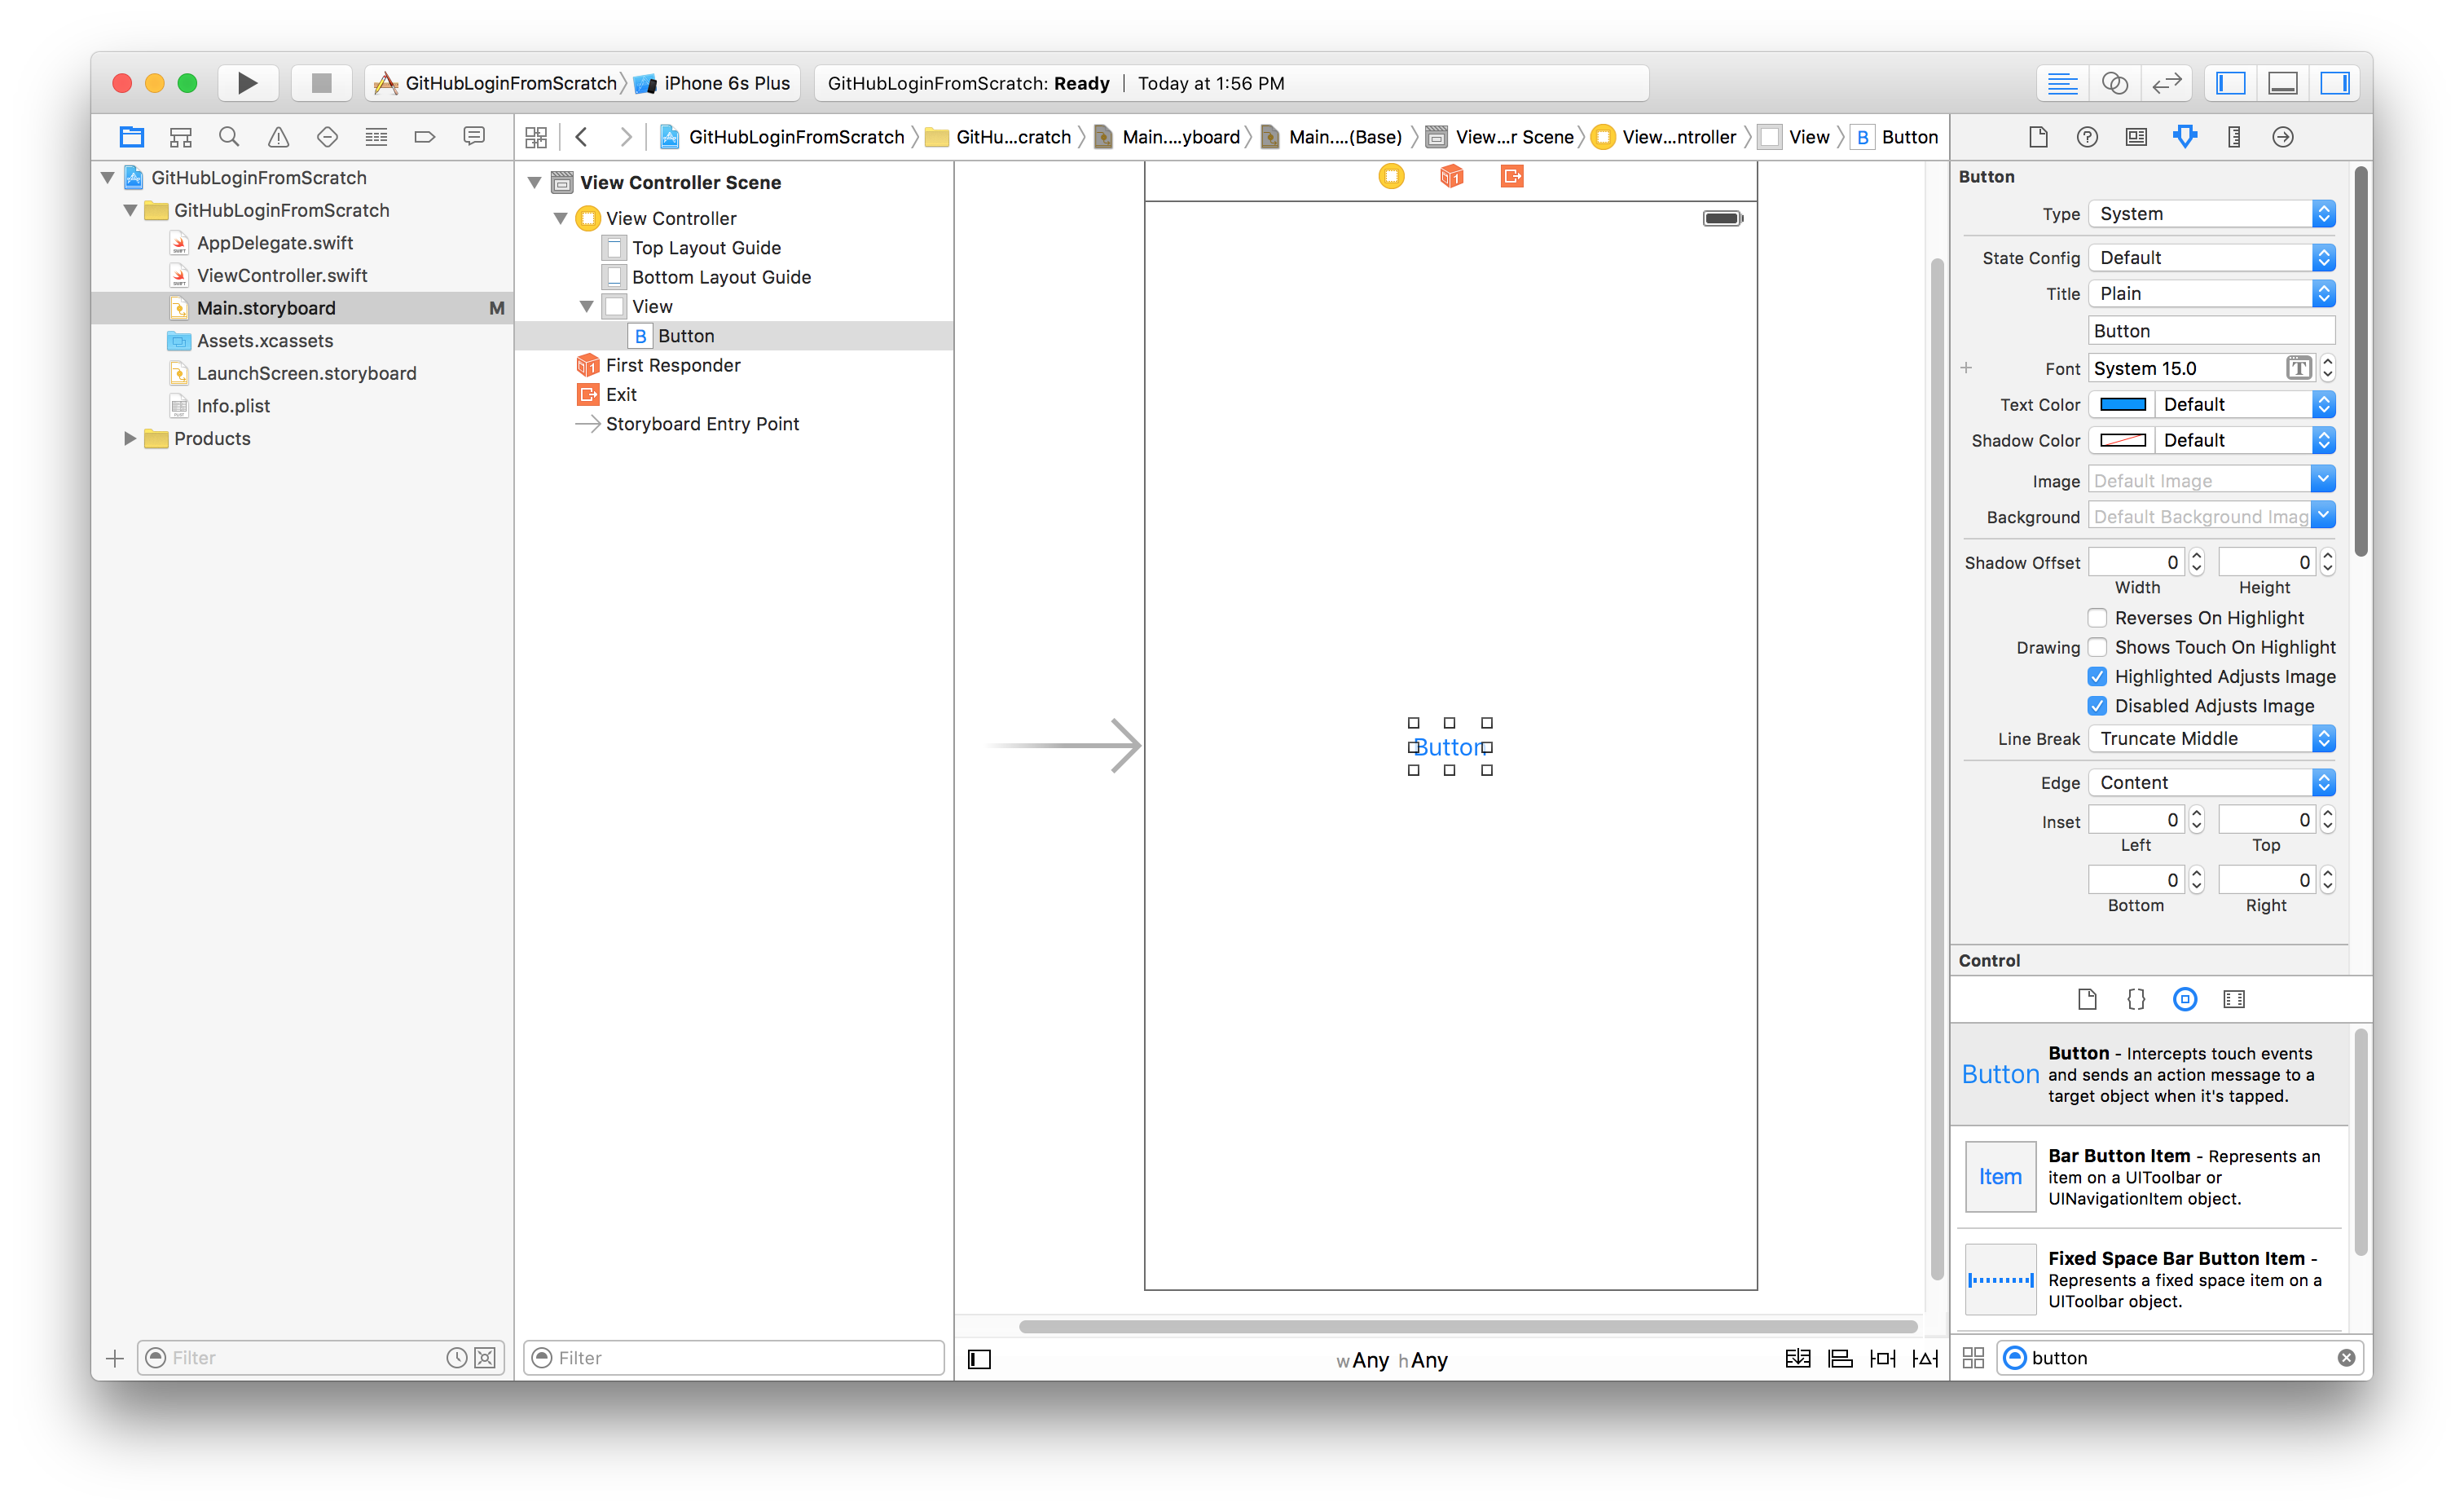 GitHubLoginFromScratch iPhone 6s Plus
GitHubLoginFromScratch: Ready | Today at 1:56 PM
GitHubLoginFromScratch GitHu...cratch Main....yboard Main....(Base) View...r Scene View...ntroller View B Button
GitHubLoginFromScratch
GitHubLoginFromScratch
AppDelegate.swift
ViewController.swift
Main.storyboard M
Assets.xcassets
LaunchScreen.storyboard
Info.plist
Products
Filter
View Controller Scene
View Controller
Top Layout Guide
Bottom Layout Guide
View
B Button
First Responder
Exit
Storyboard Entry Point
Filter
Button
wAny hAny
Button
Type System
State Config Default
Title Plain
Button
Font System 15.0 T
Text Color Default
Shadow Color Default
Image Default Image
Background Default Background Imag
Shadow Offset 0 0
Width Height
Reverses On Highlight
Drawing Shows Touch On Highlight
Highlighted Adjusts Image
Disabled Adjusts Image
Line Break Truncate Middle
Edge Content
Inset 0 0
Left Top
0 0
Bottom Right
Control
{}
Button
Button - Intercepts touch events
and sends an action message to a
target object when it's tapped.
Item
Bar Button Item - Represents an
item on a UIToolbar or
UINavigationItem object.
Fixed Space Bar Button Item -
Represents a fixed space item on a
UIToolbar object.
button